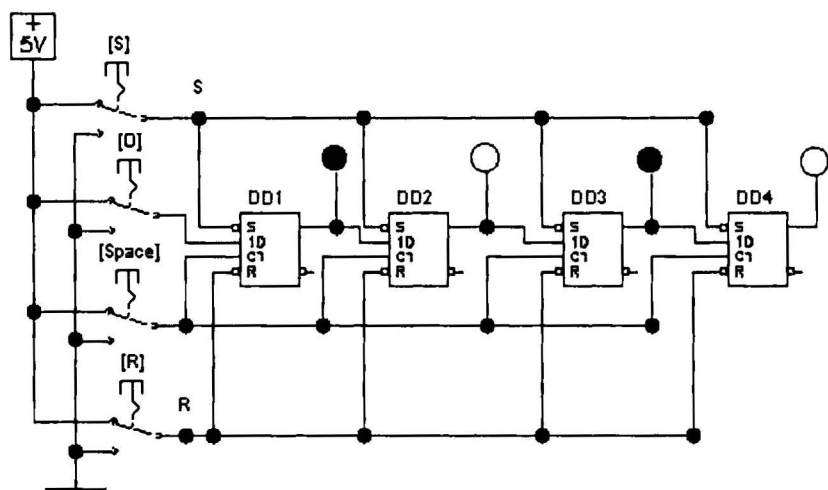 +
5V
[S]
S
[D]
DD1
DD2
DD3
DD4
S
1D
C1
R
S
1D
C1
R
S
1D
C1
R
S
1D
C1
R
[Space]
[R]
R